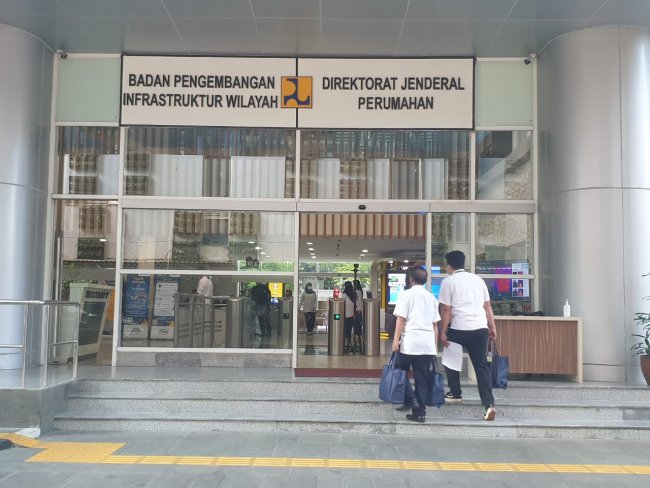 BADAN PENGEMBANGAN
INFRASTRUKTUR WILAYAH
DIREKTORAT JENDERAL
PERUMAHAN